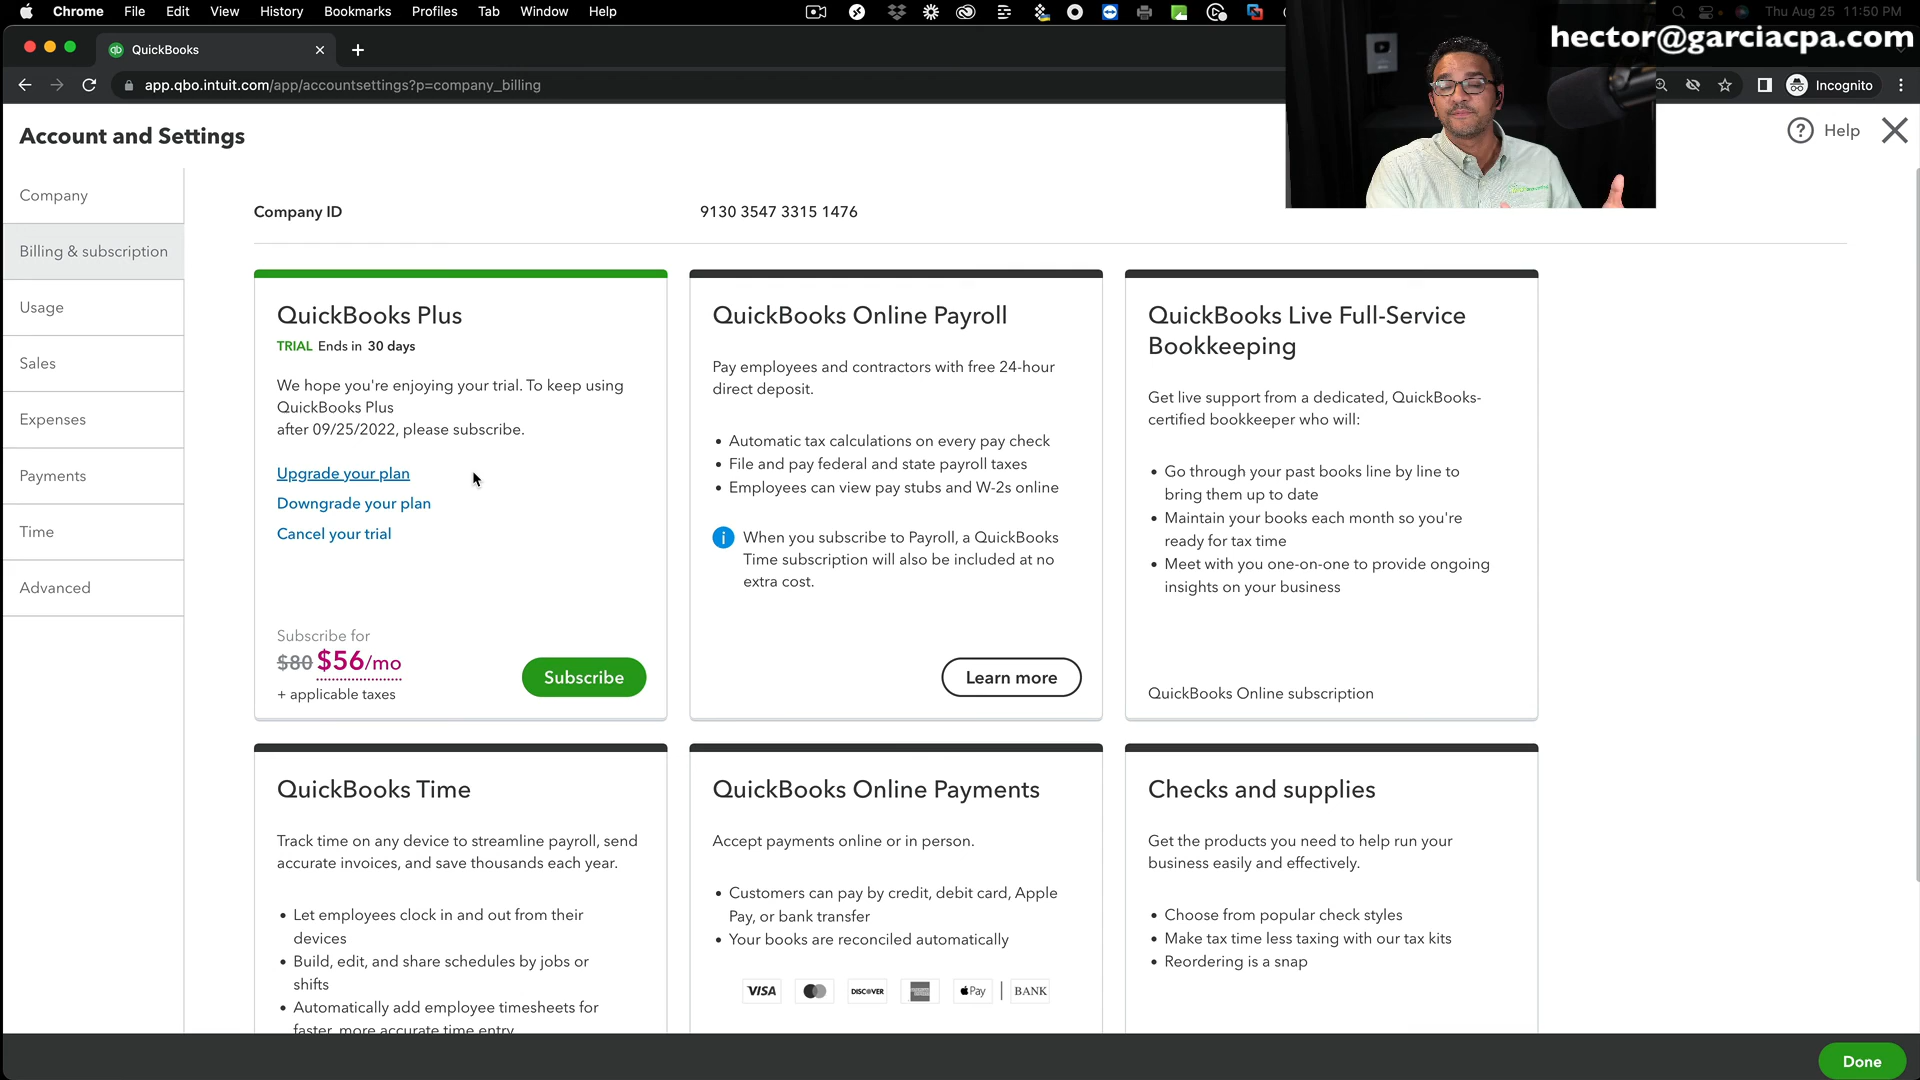 Chrome File Edit View History Bookmarks Profiles Tab Window Help
Thu Aug 25 11:50 PM
hector@garciacpa.com
qb QuickBooks
app.qbo.intuit.com/app/accountsettings?p=company_billing
Incognito
Account and Settings
Help
Company
Billing & subscription
Usage
Sales
Expenses
Payments
Time
Advanced
Company ID 9130 3547 3315 1476
QuickBooks Plus
TRIAL Ends in 30 days
We hope you're enjoying your trial. To keep using
QuickBooks Plus
after 09/25/2022, please subscribe.
Upgrade your plan
Downgrade your plan
Cancel your trial
Subscribe for
$80 $56/mo
+ applicable taxes
Subscribe
QuickBooks Online Payroll
Pay employees and contractors with free 24-hour
direct deposit.
• Automatic tax calculations on every pay check
• File and pay federal and state payroll taxes
• Employees can view pay stubs and W-2s online
When you subscribe to Payroll, a QuickBooks
Time subscription will also be included at no
extra cost.
Learn more
QuickBooks Live Full-Service
Bookkeeping
Get live support from a dedicated, QuickBooks-
certified bookkeeper who will:
• Go through your past books line by line to
bring them up to date
• Maintain your books each month so you're
ready for tax time
• Meet with you one-on-one to provide ongoing
insights on your business
QuickBooks Online subscription
QuickBooks Time
Track time on any device to streamline payroll, send
accurate invoices, and save thousands each year.
• Let employees clock in and out from their
devices
• Build, edit, and share schedules by jobs or
shifts
• Automatically add employee timesheets for
faster, more accurate time entry
QuickBooks Online Payments
Accept payments online or in person.
• Customers can pay by credit, debit card, Apple
Pay, or bank transfer
• Your books are reconciled automatically
VISA DISCOVER Pay | BANK
Checks and supplies
Get the products you need to help run your
business easily and effectively.
• Choose from popular check styles
• Make tax time less taxing with our tax kits
• Reordering is a snap
Done